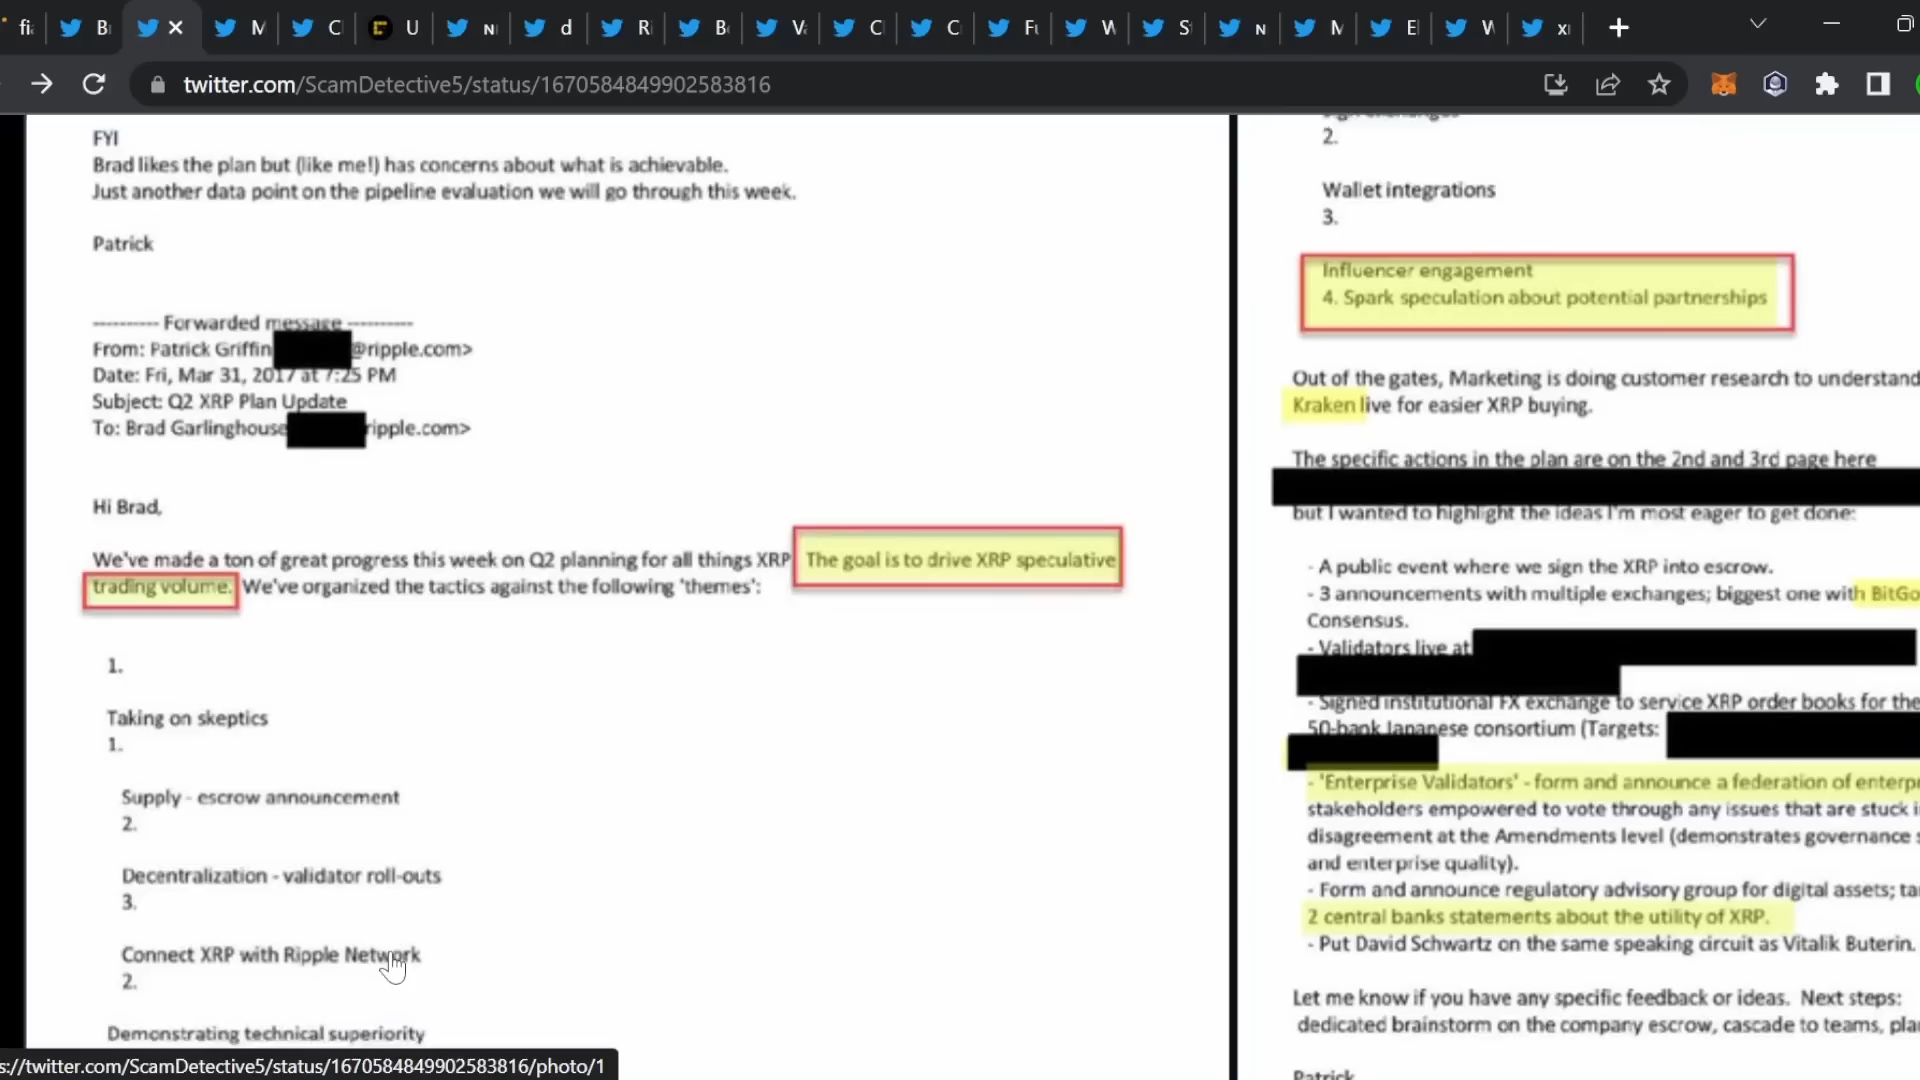 fi
B
M
C
U
N
d
R
B
V
C
C
F
W
S
N
M
E
W
x
twitter.com/ScamDetective5/status/1670584849902583816
FYI
Brad likes the plan but (like me!) has concerns about what is achievable.
Just another data point on the pipeline evaluation we will go through this week.
Patrick
---------- Forwarded message ----------
From: Patrick Griffin @ripple.com>
Date: Fri, Mar 31, 2017 at 7:25 PM
Subject: Q2 XRP Plan Update
To: Brad Garlinghouse ripple.com>
Hi Brad,
We've made a ton of great progress this week on Q2 planning for all things XRP The goal is to drive XRP speculative
trading volume. We've organized the tactics against the following 'themes':
1.
Taking on skeptics
1.
Supply - escrow announcement
2.
Decentralization - validator roll-outs
3.
Connect XRP with Ripple Network
2.
Demonstrating technical superiority
s://twitter.com/ScamDetective5/status/1670584849902583816/photo/1
2.
Wallet integrations
3.
Influencer engagement
4. Spark speculation about potential partnerships
Out of the gates, Marketing is doing customer research to understand
Kraken live for easier XRP buying.
The specific actions in the plan are on the 2nd and 3rd page here
but I wanted to highlight the ideas I'm most eager to get done:
- A public event where we sign the XRP into escrow.
- 3 announcements with multiple exchanges; biggest one with BitGo
Consensus.
- Validators live at
- Signed institutional FX exchange to service XRP order books for the
50-bank Japanese consortium (Targets:
- 'Enterprise Validators' - form and announce a federation of enterp
stakeholders empowered to vote through any issues that are stuck i
disagreement at the Amendments level (demonstrates governance s
and enterprise quality).
- Form and announce regulatory advisory group for digital assets; ta
2 central banks statements about the utility of XRP.
- Put David Schwartz on the same speaking circuit as Vitalik Buterin.
Let me know if you have any specific feedback or ideas. Next steps:
dedicated brainstorm on the company escrow, cascade to teams, pla
Patrick